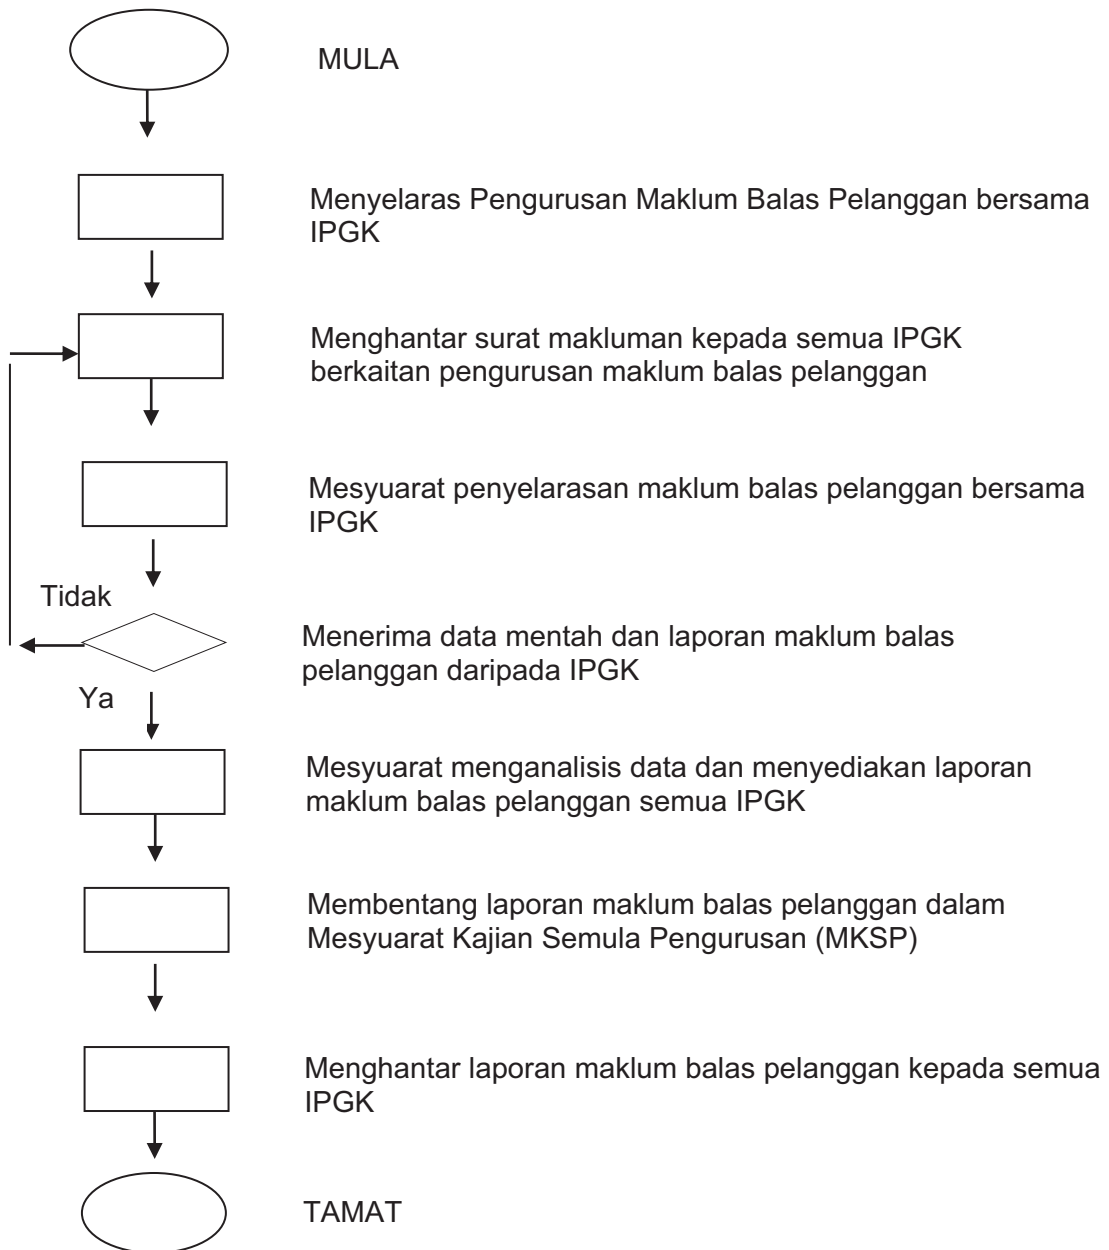 MULA
Menyelaras Pengurusan Maklum Balas Pelanggan bersama
IPGK
Menghantar surat makluman kepada semua IPGK
berkaitan pengurusan maklum balas pelanggan
Mesyuarat penyelarasan maklum balas pelanggan bersama
IPGK
Tidak
Menerima data mentah dan laporan maklum balas
pelanggan daripada IPGK
Ya
Mesyuarat menganalisis data dan menyediakan laporan
maklum balas pelanggan semua IPGK
Membentang laporan maklum balas pelanggan dalam
Mesyuarat Kajian Semula Pengurusan (MKSP)
Menghantar laporan maklum balas pelanggan kepada semua
IPGK
TAMAT